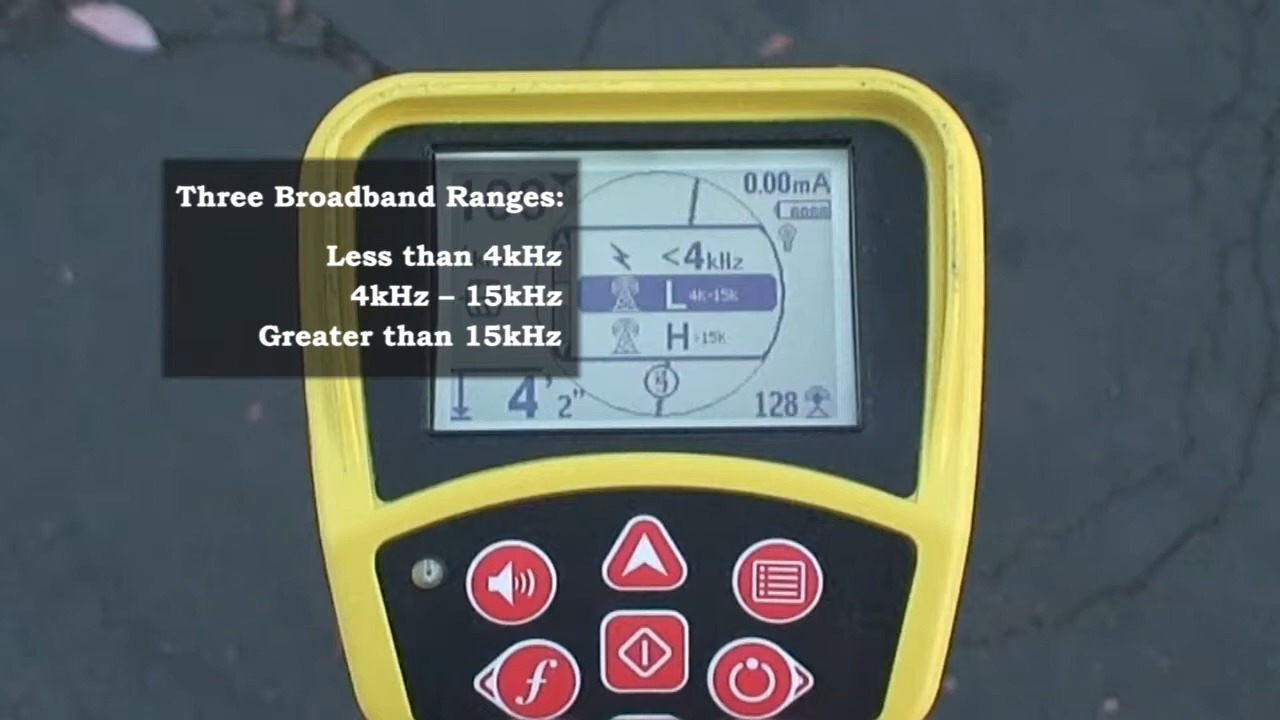 Three Broadband Ranges:
Less than 4kHz
4kHz – 15kHz
Greater than 15kHz
0.00mA
<4kHz
L 4K-15K
H >15K
4' 2"
128
f